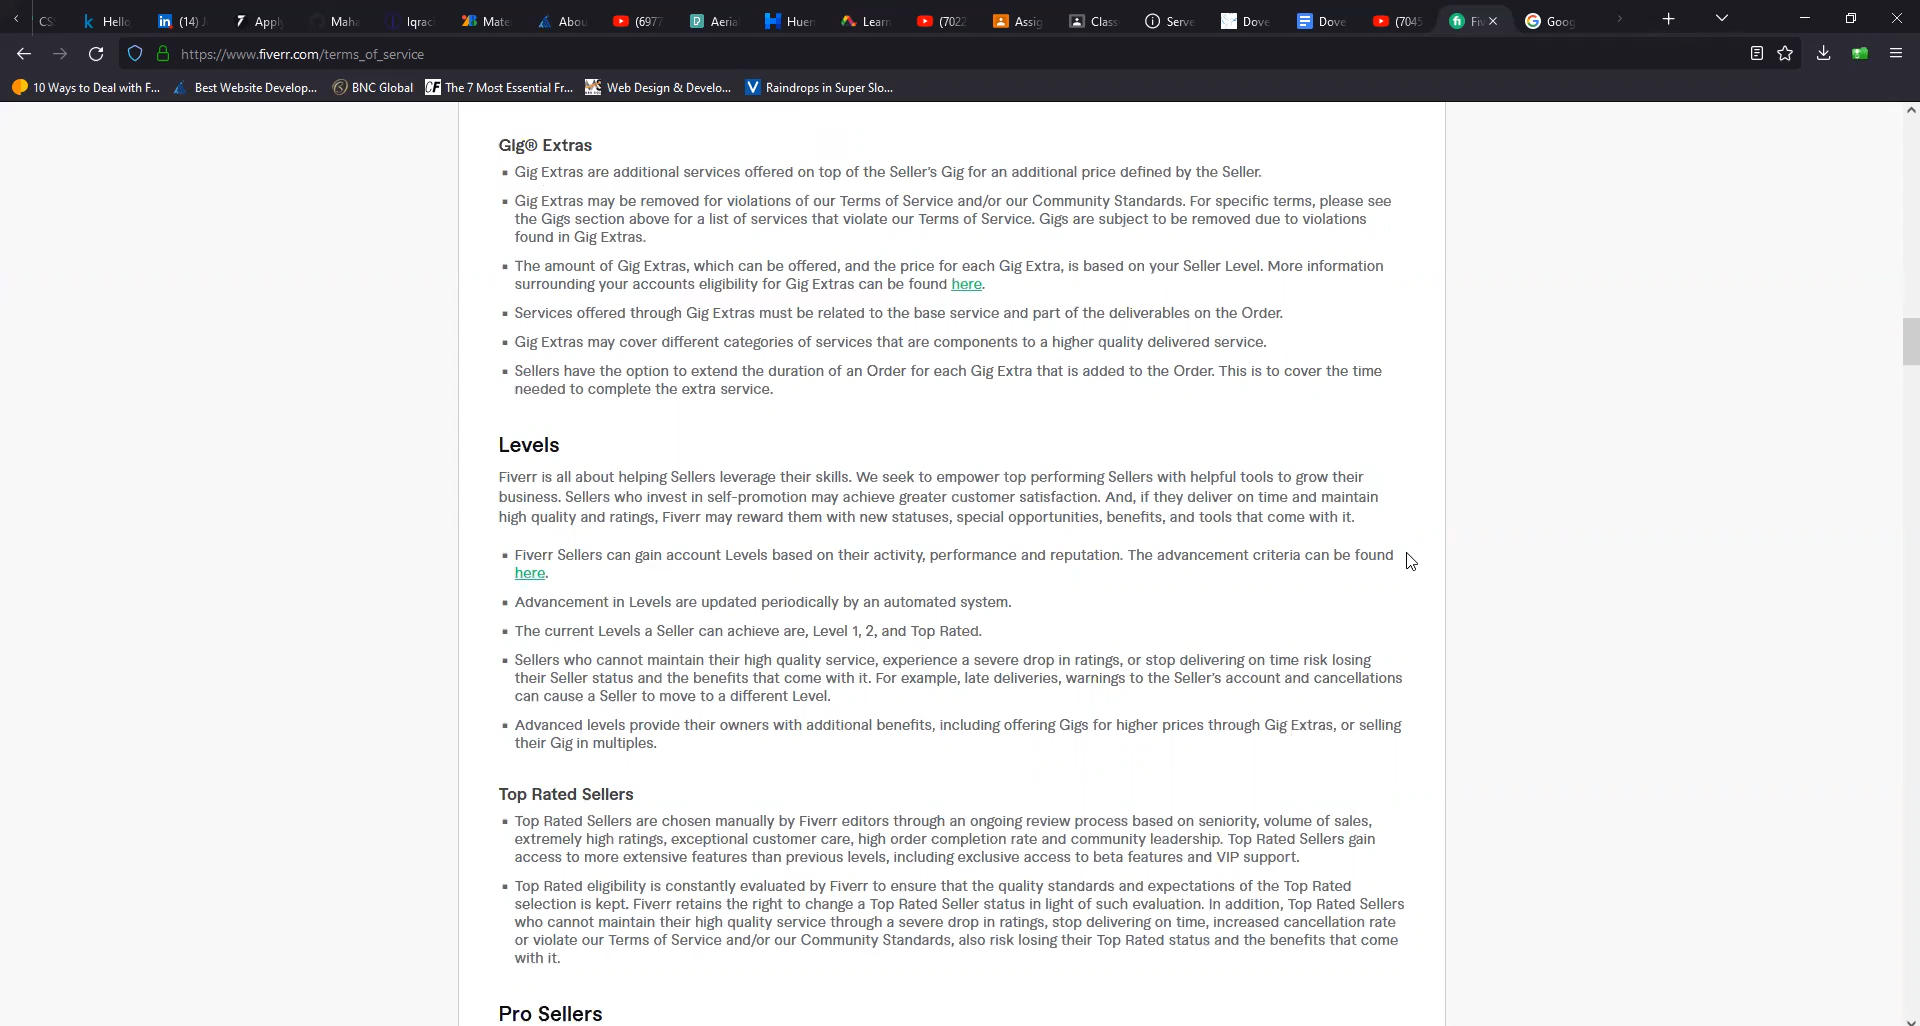 CS
Hello
(14)
Apply
Maha
Iqrac
Mate
Abou
(6977
Aeria
Huen
Learn
(7022
Assig
Class
Serve
Dove
Dove
(7045
Fiv
Goog
https://www.fiverr.com/terms_of_service
10 Ways to Deal with F...
Best Website Develop...
BNC Global
The 7 Most Essential Fr...
Web Design & Develo...
Raindrops in Super Slo...
Gig® Extras
▪ Gig Extras are additional services offered on top of the Seller's Gig for an additional price defined by the Seller.
▪ Gig Extras may be removed for violations of our Terms of Service and/or our Community Standards. For specific terms, please see
the Gigs section above for a list of services that violate our Terms of Service. Gigs are subject to be removed due to violations
found in Gig Extras.
▪ The amount of Gig Extras, which can be offered, and the price for each Gig Extra, is based on your Seller Level. More information
surrounding your accounts eligibility for Gig Extras can be found here.
▪ Services offered through Gig Extras must be related to the base service and part of the deliverables on the Order.
▪ Gig Extras may cover different categories of services that are components to a higher quality delivered service.
▪ Sellers have the option to extend the duration of an Order for each Gig Extra that is added to the Order. This is to cover the time
needed to complete the extra service.
Levels
Fiverr is all about helping Sellers leverage their skills. We seek to empower top performing Sellers with helpful tools to grow their
business. Sellers who invest in self-promotion may achieve greater customer satisfaction. And, if they deliver on time and maintain
high quality and ratings, Fiverr may reward them with new statuses, special opportunities, benefits, and tools that come with it.
▪ Fiverr Sellers can gain account Levels based on their activity, performance and reputation. The advancement criteria can be found
here.
▪ Advancement in Levels are updated periodically by an automated system.
▪ The current Levels a Seller can achieve are, Level 1, 2, and Top Rated.
▪ Sellers who cannot maintain their high quality service, experience a severe drop in ratings, or stop delivering on time risk losing
their Seller status and the benefits that come with it. For example, late deliveries, warnings to the Seller's account and cancellations
can cause a Seller to move to a different Level.
▪ Advanced levels provide their owners with additional benefits, including offering Gigs for higher prices through Gig Extras, or selling
their Gig in multiples.
Top Rated Sellers
▪ Top Rated Sellers are chosen manually by Fiverr editors through an ongoing review process based on seniority, volume of sales,
extremely high ratings, exceptional customer care, high order completion rate and community leadership. Top Rated Sellers gain
access to more extensive features than previous levels, including exclusive access to beta features and VIP support.
▪ Top Rated eligibility is constantly evaluated by Fiverr to ensure that the quality standards and expectations of the Top Rated
selection is kept. Fiverr retains the right to change a Top Rated Seller status in light of such evaluation. In addition, Top Rated Sellers
who cannot maintain their high quality service through a severe drop in ratings, stop delivering on time, increased cancellation rate
or violate our Terms of Service and/or our Community Standards, also risk losing their Top Rated status and the benefits that come
with it.
Pro Sellers